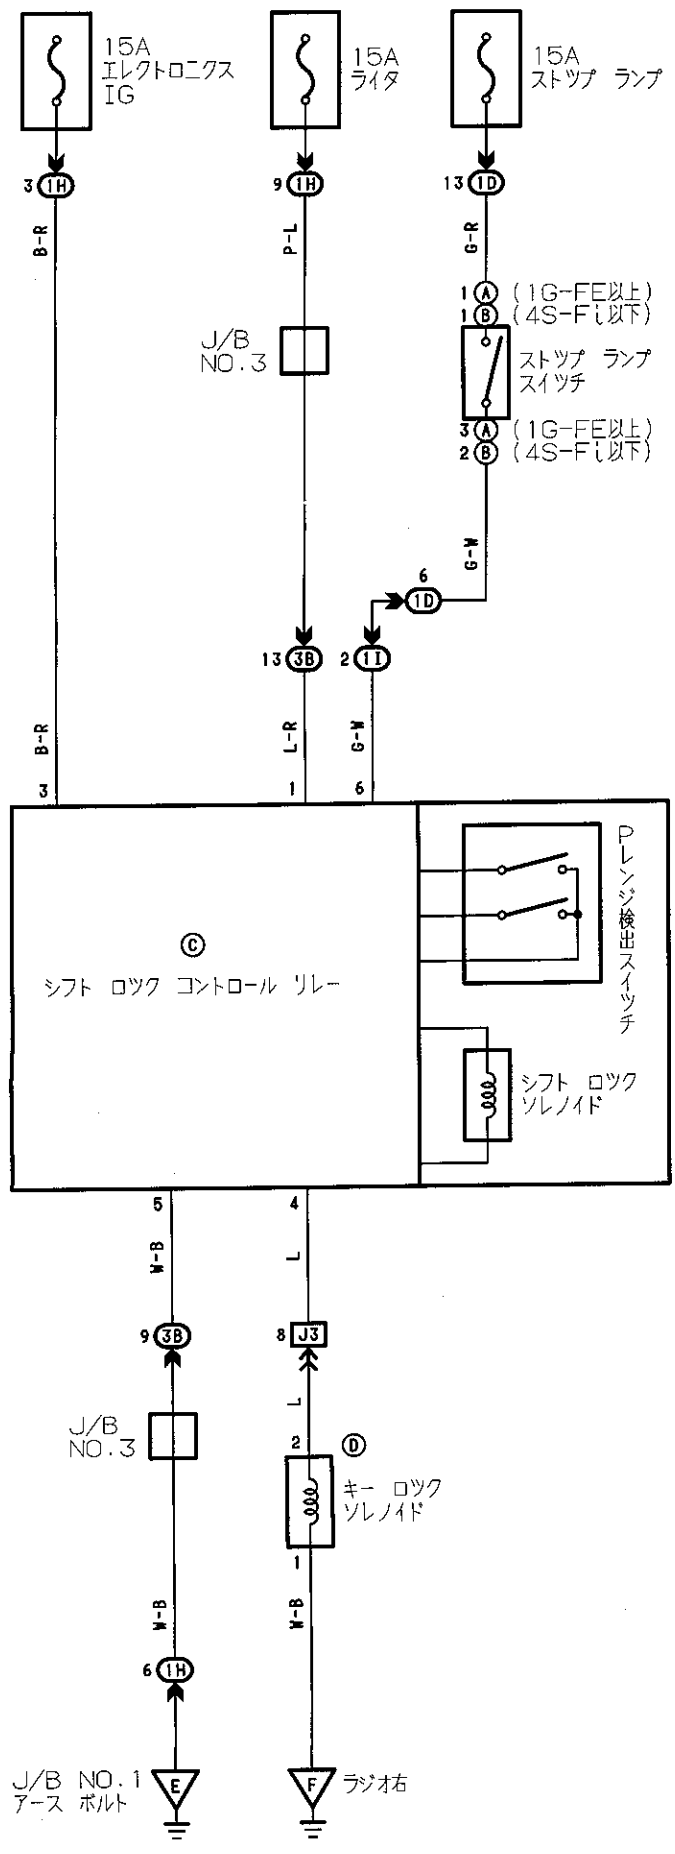 15A
エレクトロニクス
IG
15A
ライタ
15A
ストツプ ランプ
3 1H
9 1H
13 1D
B-R
P-L
G-R
1 A (1G-FE以上)
1 B (4S-Fi以下)
J/B
NO.3
ストツプ ランプ
スイツチ
3 A (1G-FE以上)
2 B (4S-Fi以下)
G-W
6
1D
13 3B
2 1I
B-R
L-R
G-W
3
1
6
Pレンジ検出スイツチ
C
シフト ロツク コントロール リレー
シフト ロツク
ソレノイド
5
4
W-B
L
9 3B
8 J3
J/B
NO.3
L
2
D
キー ロツク
ソレノイド
1
W-B
W-B
6 1H
J/B NO.1
アース ボルト
E
F
ラジオ右